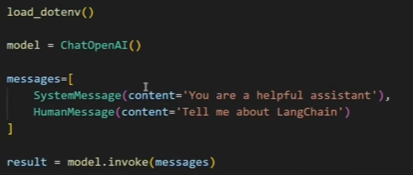 load_dotenv()
model = ChatOpenAI()
messages=[
SystemMessage(content='You are a helpful assistant'),
HumanMessage(content='Tell me about LangChain')
]
result = model.invoke(messages)